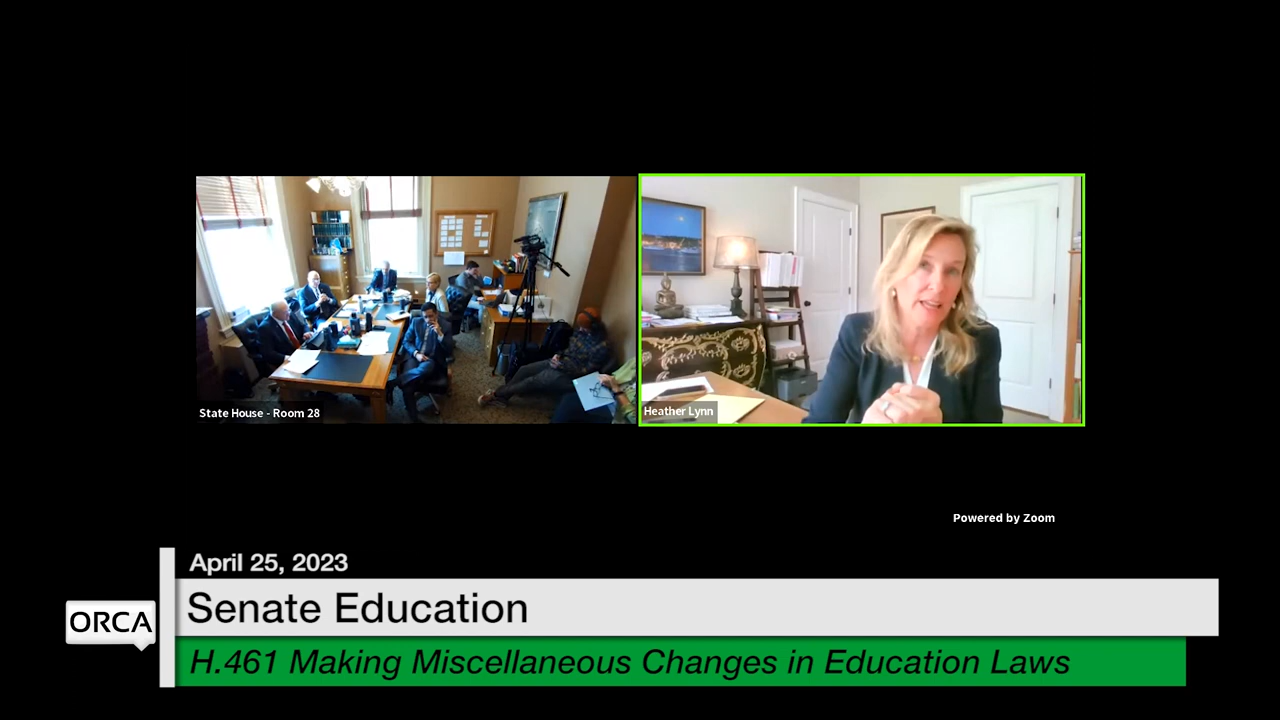 State House - Room 28
Heather Lynn
Powered by Zoom
April 25, 2023
Senate Education
ORCA
H.461 Making Miscellaneous Changes in Education Laws